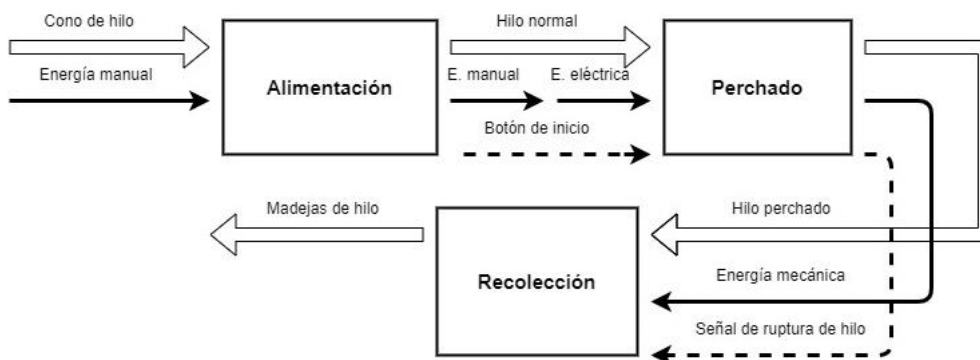 Cono de hilo
Hilo normal
Energía manual
Alimentación
E. manual
E. eléctrica
Perchado
Botón de inicio
Madejas de hilo
Hilo perchado
Recolección
Energía mecánica
Señal de ruptura de hilo